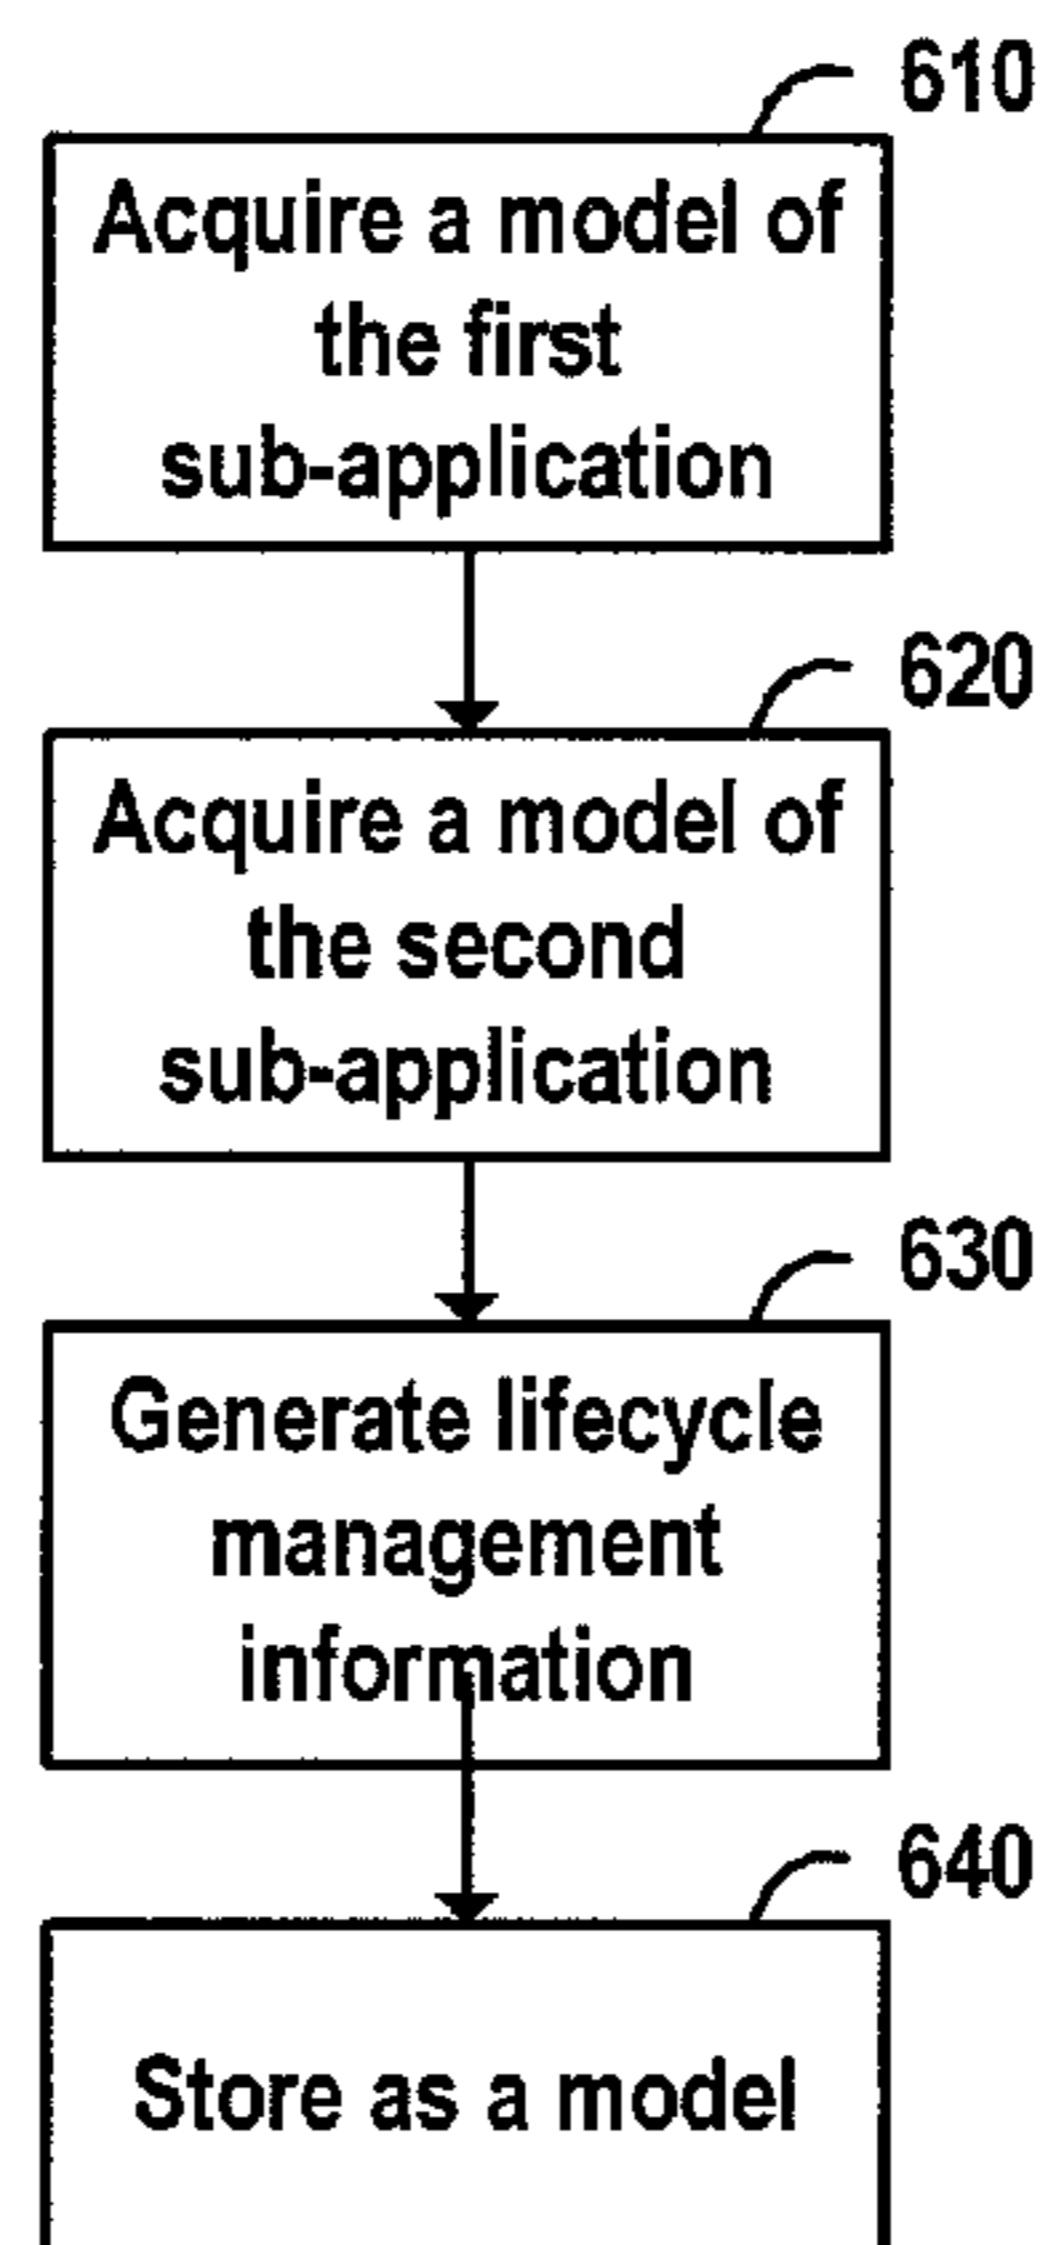 610
Acquire a model of
the first
sub-application
620
Acquire a model of
the second
sub-application
630
Generate lifecycle
management
information
640
Store as a model